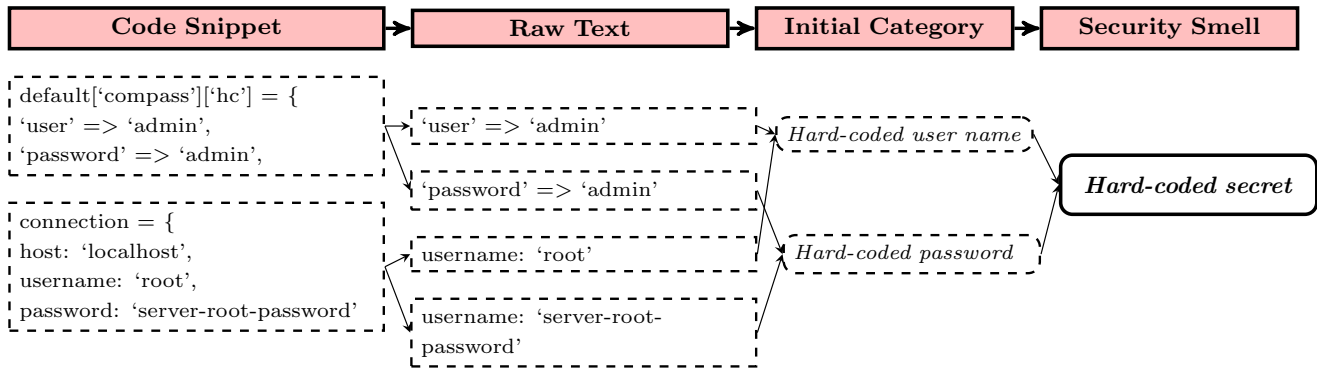 Code Snippet
Raw Text
Initial Category
Security Smell
default[‘compass’][‘hc’] = {
‘user’ => ‘admin’,
‘password’ => ‘admin’,
connection = {
host: ‘localhost’,
username: ‘root’,
password: ‘server-root-password’
‘user’ => ‘admin’
‘password’ => ‘admin’
username: ‘root’
username: ‘server-root-
password’
Hard-coded user name
Hard-coded password
Hard-coded secret